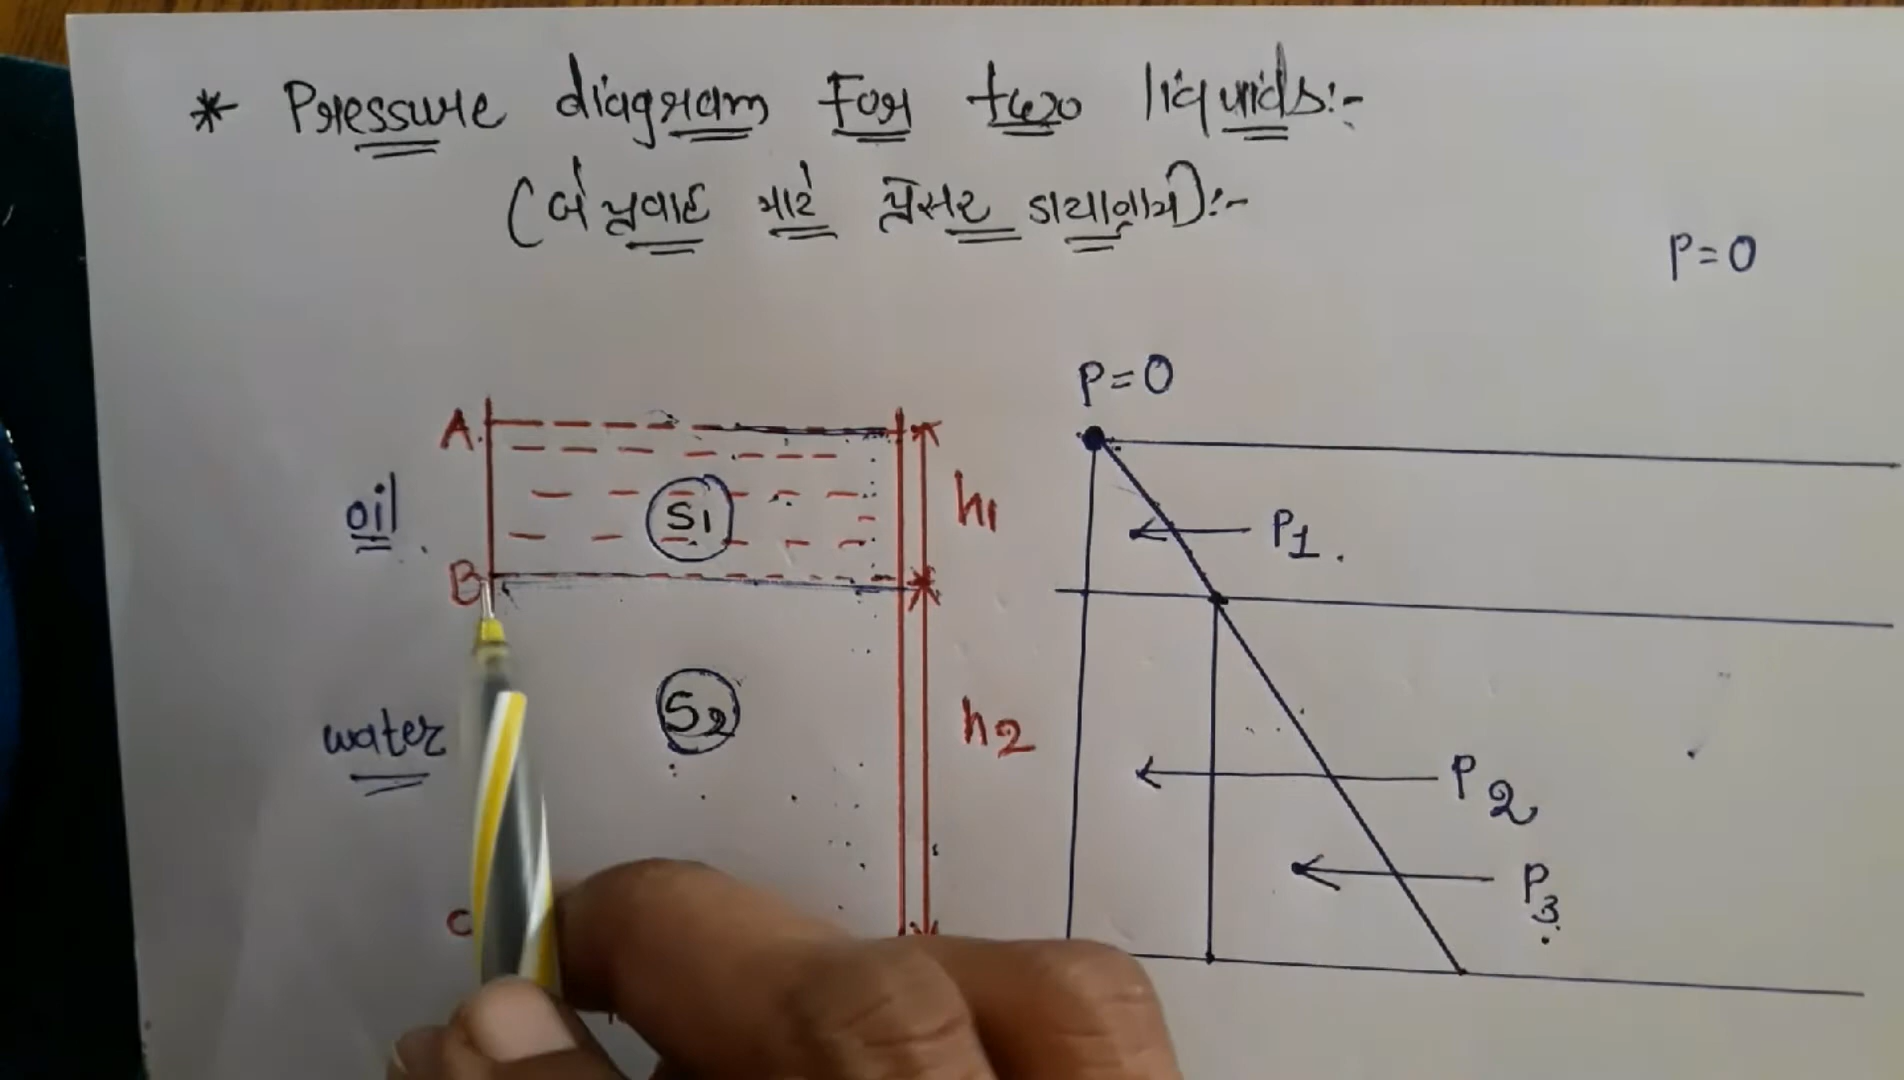 * Pressure diagram For two liquids:-
(બે પ્રવાહ માટે પ્રેસર ડાયાગ્રામ):-
P=0
P=0
A
oil
S1
h1
P1
B
water
S2
h2
P2
P3
C